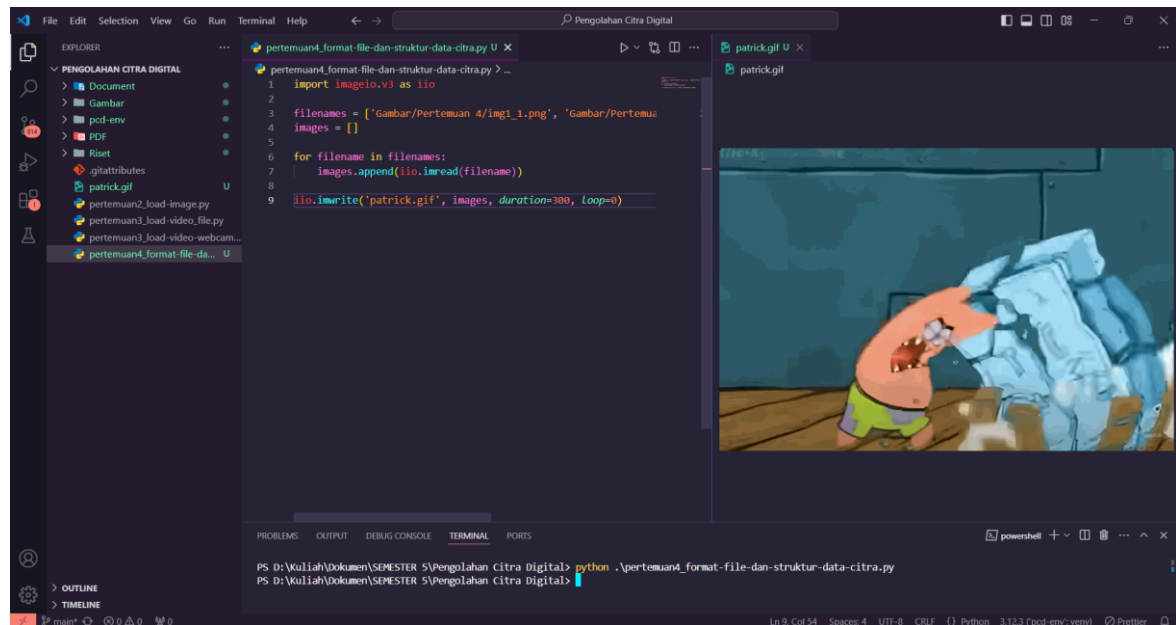 File Edit Selection View Go Run Terminal Help
Pengolahan Citra Digital
EXPLORER
PENGOLAHAN CITRA DIGITAL
Document
Gambar
pcd-env
PDF
Riset
.gitattributes
patrick.gif U
pertemuan2_load-image.py
pertemuan3_load-video_file.py
pertemuan3_load-video-webcam...
pertemuan4_format-file-da... U
OUTLINE
TIMELINE
pertemuan4_format-file-dan-struktur-data-citra.py U
pertemuan4_format-file-dan-struktur-data-citra.py > ...
1 import imageio.v3 as iio
2
3 filenames = ['Gambar/Pertemuan 4/img1_1.png', 'Gambar/Pertemua
4 images = []
5
6 for filename in filenames:
7 images.append(iio.imread(filename))
8
9 iio.imwrite('patrick.gif', images, duration=300, loop=0)
patrick.gif U
patrick.gif
PROBLEMS OUTPUT DEBUG CONSOLE TERMINAL PORTS
powershell
PS D:\Kuliah\Dokumen\SEMESTER 5\Pengolahan Citra Digital> python .\pertemuan4_format-file-dan-struktur-data-citra.py
PS D:\Kuliah\Dokumen\SEMESTER 5\Pengolahan Citra Digital>
main* 0 0 0 Ln 9, Col 54 Spaces: 4 UTF-8 CRLF {} Python 3.12.3 ('pcd-env': venv) Prettier